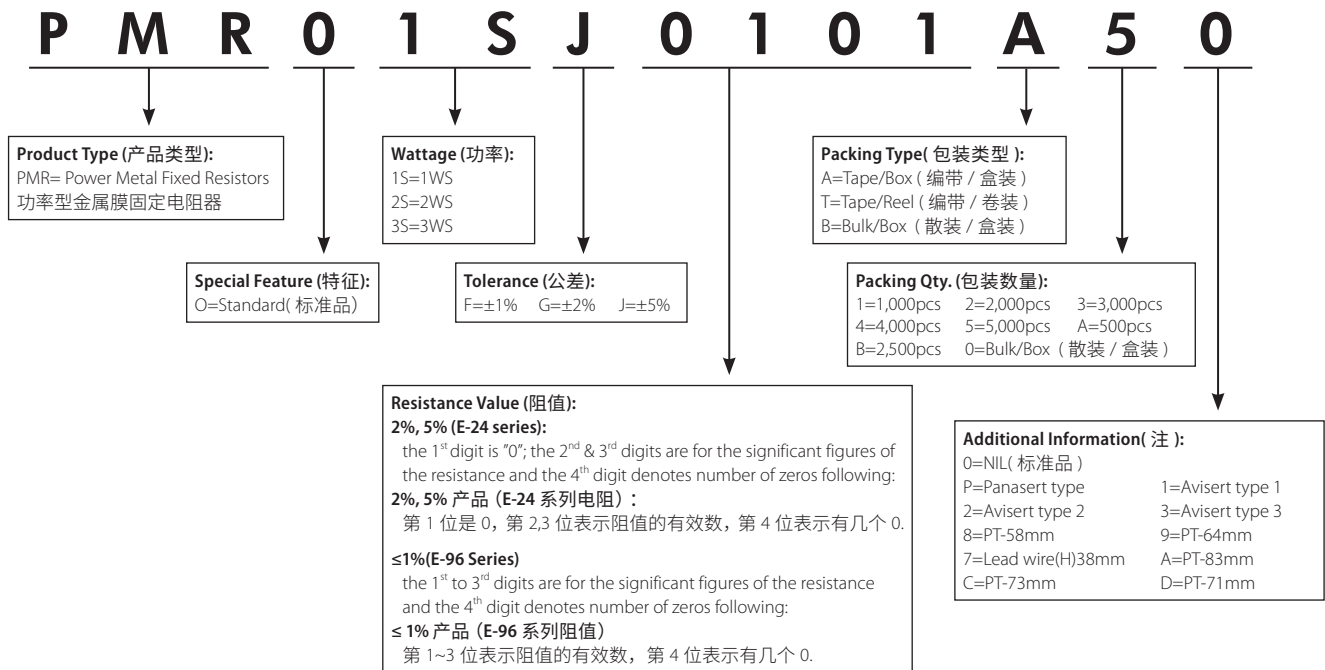 P M R 0 1 S J 0 1 0 1 A 5 0
Product Type (产品类型):
PMR= Power Metal Fixed Resistors
功率型金属膜固定电阻器
Wattage (功率):
1S=1WS
2S=2WS
3S=3WS
Packing Type( 包装类型 ):
A=Tape/Box ( 编带 / 盒装 )
T=Tape/Reel ( 编带 / 卷装 )
B=Bulk/Box ( 散装 / 盒装 )
Special Feature (特征):
O=Standard( 标准品)
Tolerance (公差):
F=±1% G=±2% J=±5%
Packing Qty. (包装数量):
1=1,000pcs 2=2,000pcs 3=3,000pcs
4=4,000pcs 5=5,000pcs A=500pcs
B=2,500pcs 0=Bulk/Box ( 散装 / 盒装 )
Resistance Value (阻值):
2%, 5% (E-24 series):
the 1st digit is "0"; the 2nd & 3rd digits are for the significant figures of
the resistance and the 4th digit denotes number of zeros following:
2%, 5% 产品 (E-24 系列电阻) :
第 1 位是 0, 第 2,3 位表示阻值的有效数, 第 4 位表示有几个 0.
≤1%(E-96 Series)
the 1st to 3rd digits are for the significant figures of the resistance
and the 4th digit denotes number of zeros following:
≤ 1% 产品 (E-96 系列阻值)
第 1~3 位表示阻值的有效数, 第 4 位表示有几个 0.
Additional Information( 注 ):
0=NIL( 标准品 )
P=Panasert type 1=Avisert type 1
2=Avisert type 2 3=Avisert type 3
8=PT-58mm 9=PT-64mm
7=Lead wire(H)38mm A=PT-83mm
C=PT-73mm D=PT-71mm